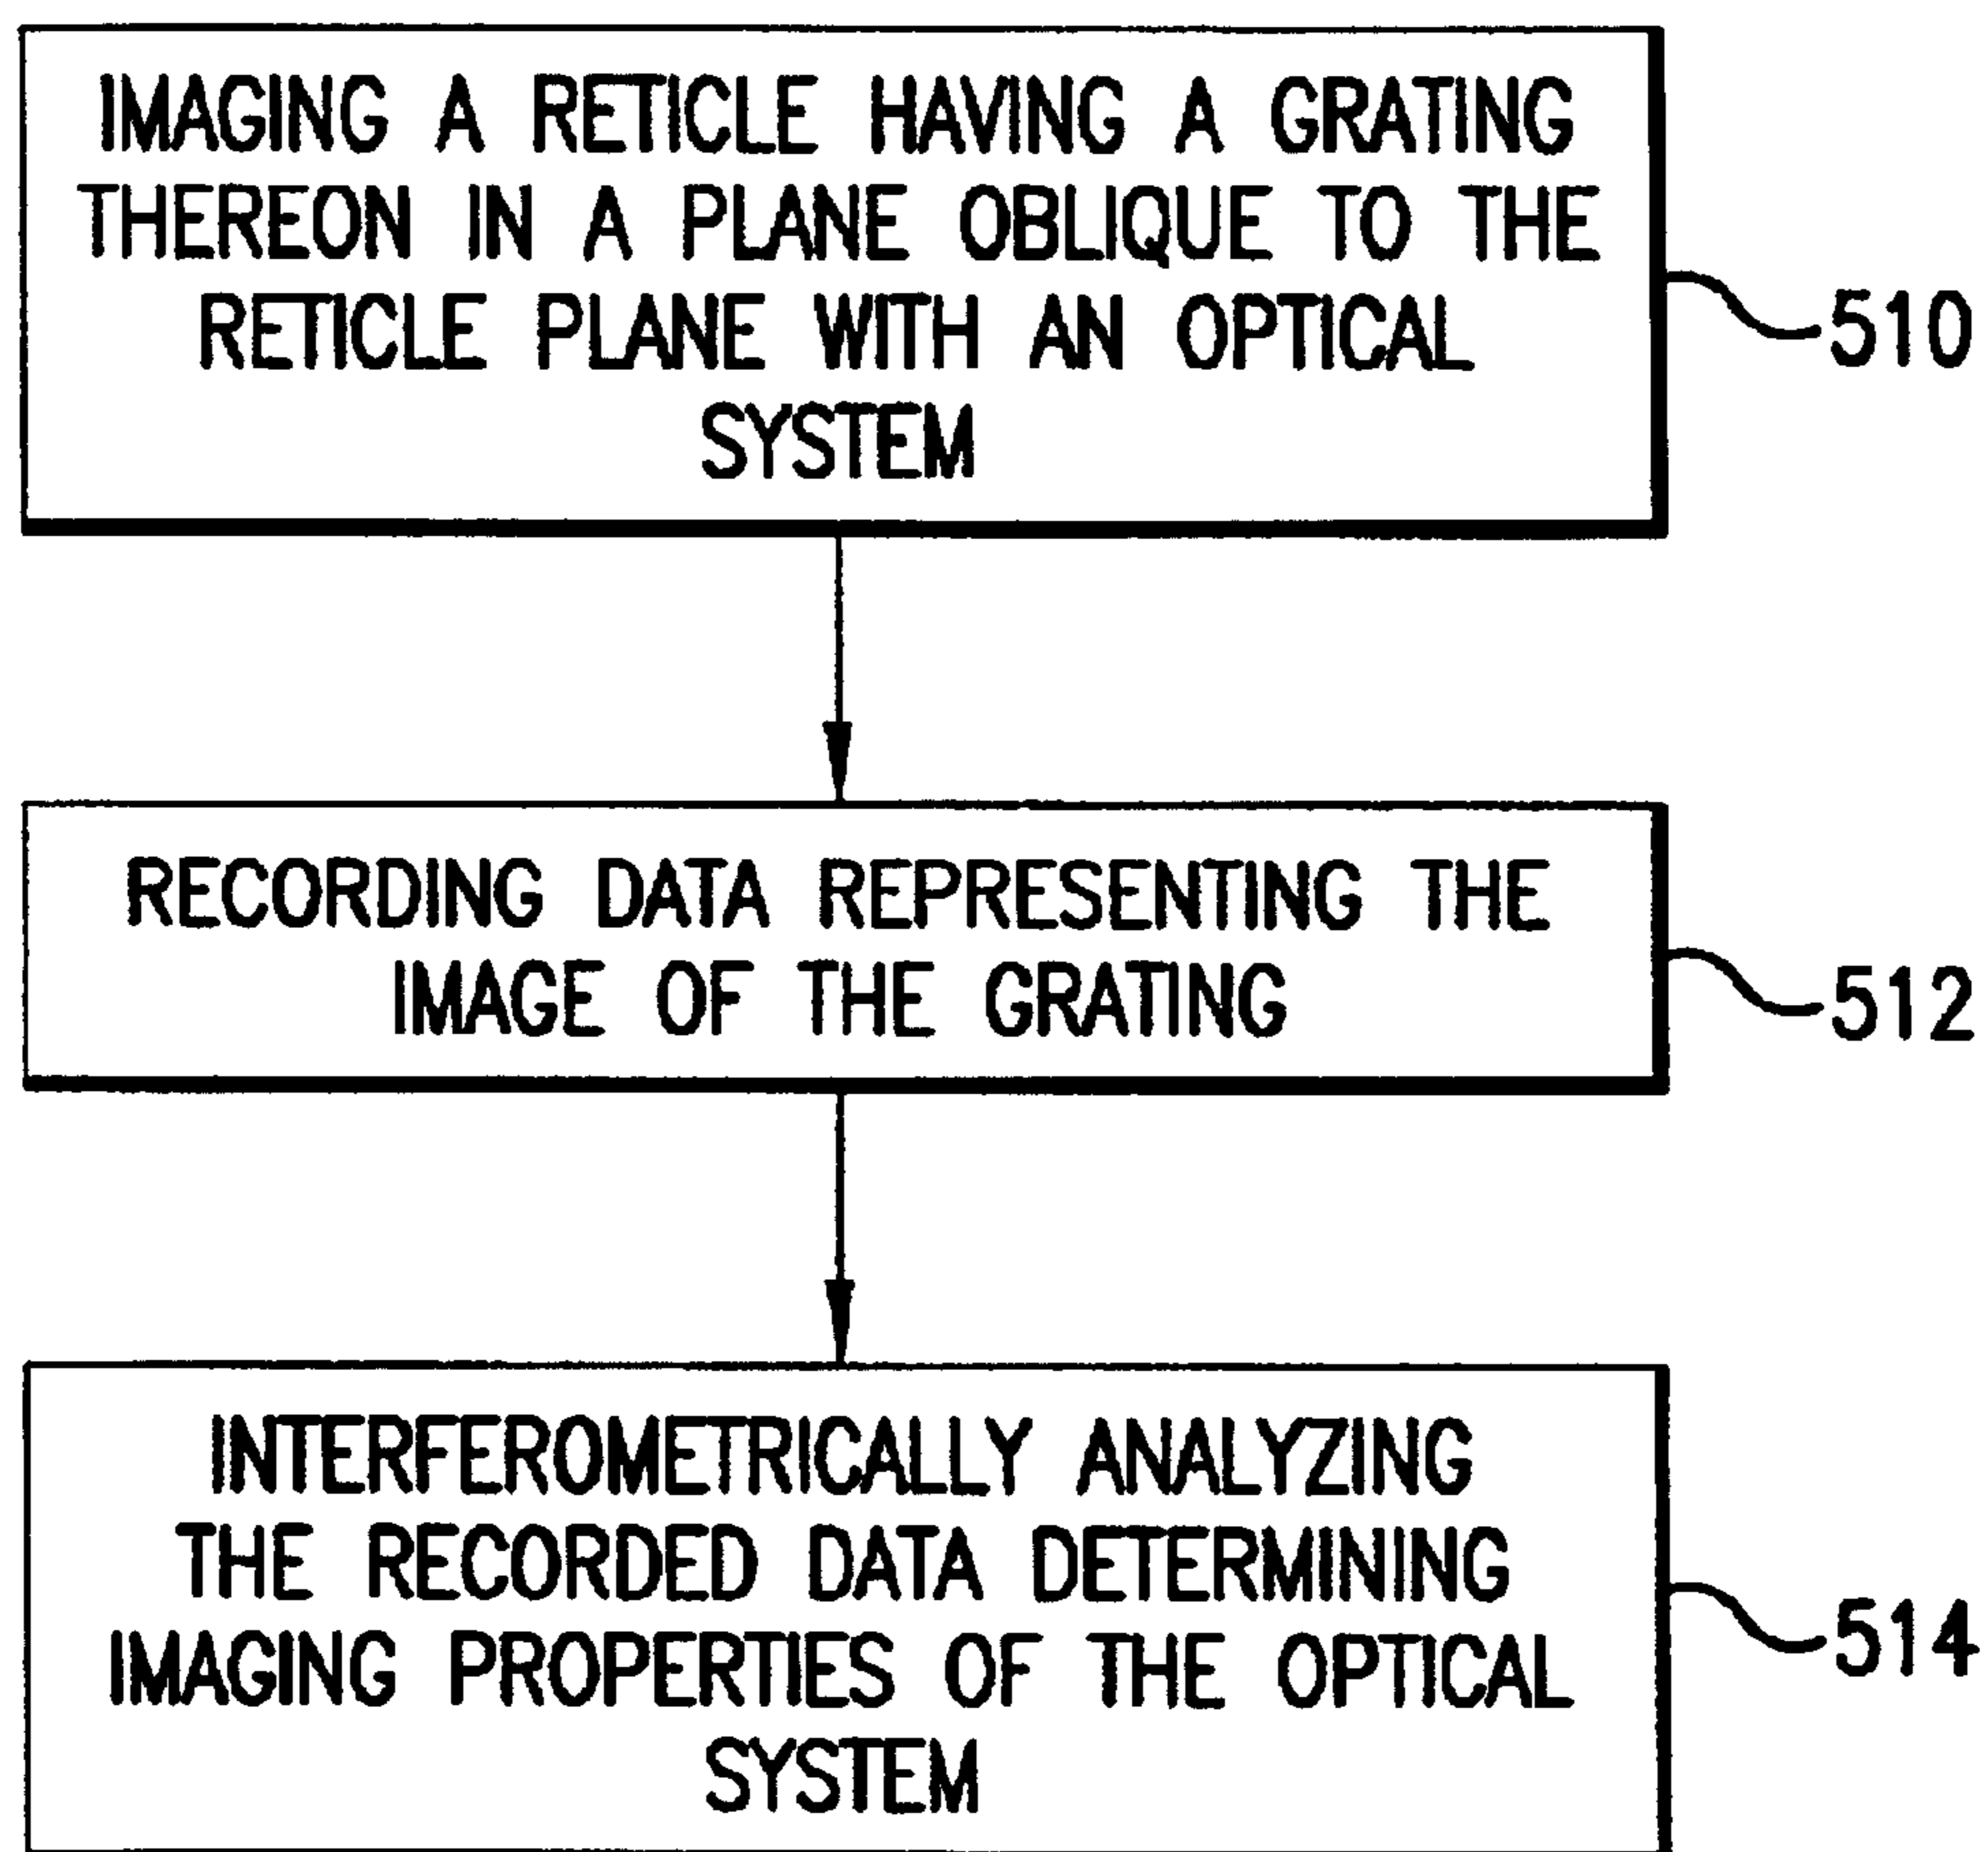 IMAGING A RETICLE HAVING A GRATING
THEREON IN A PLANE OBLIQUE TO THE
RETICLE PLANE WITH AN OPTICAL
SYSTEM
510
RECORDING DATA REPRESENTING THE
IMAGE OF THE GRATING
512
INTERFEROMETRICALLY ANALYZING
THE RECORDED DATA DETERMINING
IMAGING PROPERTIES OF THE OPTICAL
SYSTEM
514